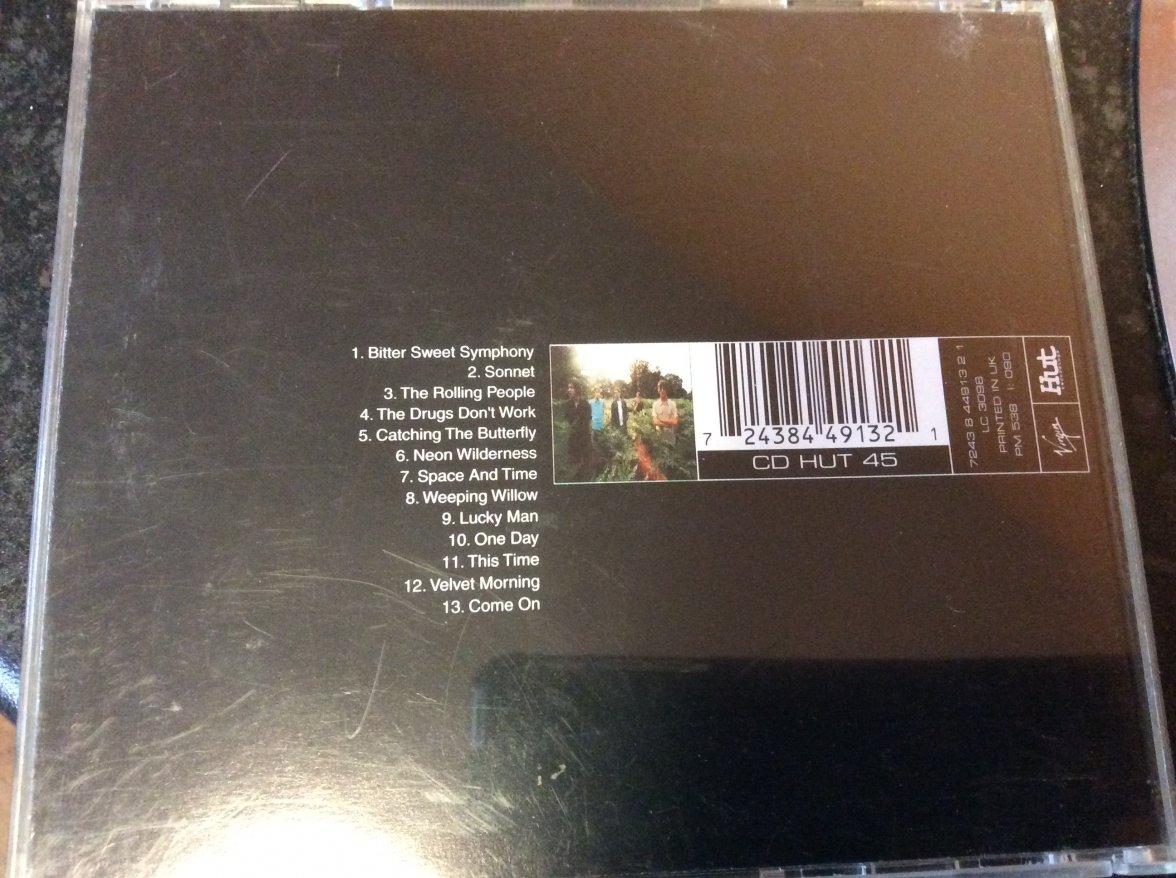 1. Bitter Sweet Symphony
2. Sonnet
3. The Rolling People
4. The Drugs Don't Work
5. Catching The Butterfly
6. Neon Wilderness
7. Space And Time
8. Weeping Willow
9. Lucky Man
10. One Day
11. This Time
12. Velvet Morning
13. Come On
7 24384 49132 1
CD HUT 45
7243 8 44913 2 1
LC 3098
PRINTED IN UK
PM 538 I: 090
Hut
Virgin